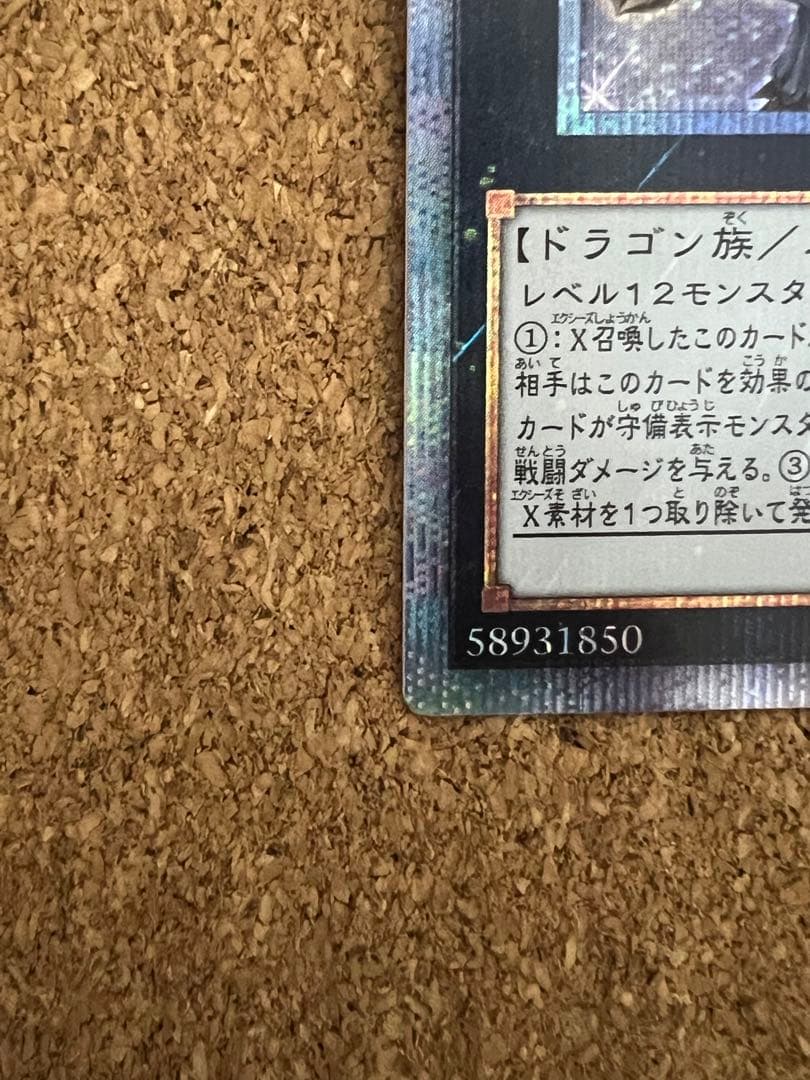 ぞく
【ドラゴン族／
レベル12モンスタ
エクシーズしょうかん
①：X召喚したこのカード
あいて こうか
相手はこのカードを効果の
しゅびひょうじ
カードが守備表示モンスタ
せんとう あた
戦闘ダメージを与える。③
エクシーズそざい と のぞ はつ
X素材を1つ取り除いて発
58931850